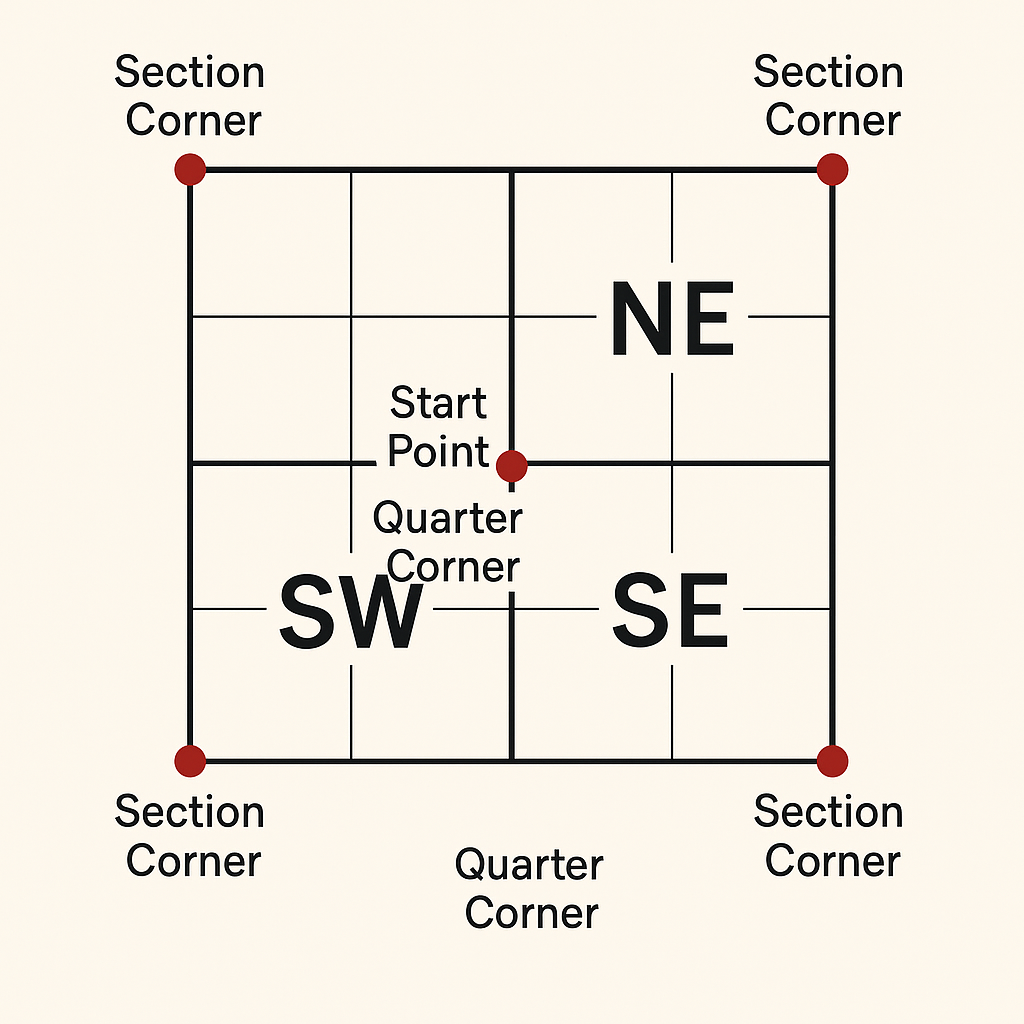 Section
Corner
Section
Corner
NE
Start
Point
Quarter
Corner
SW
SE
Section
Corner
Quarter
Corner
Section
Corner